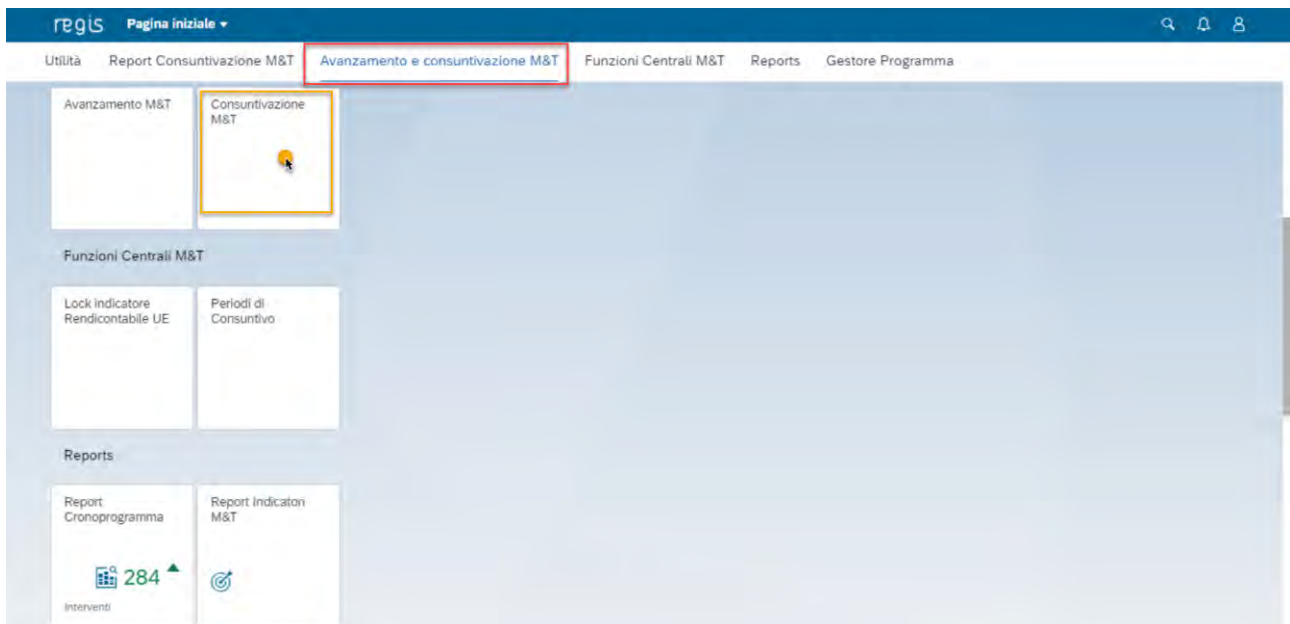 regis Pagina iniziale
Utilità Report Consuntivazione M&T Avanzamento e consuntivazione M&T Funzioni Centrali M&T Reports Gestore Programma
Avanzamento M&T
Consuntivazione
M&T
Funzioni Centrali M&T
Lock indicatore
Rendicontabile UE
Periodi di
Consuntivo
Reports
Report
Cronoprogramma
Report Indicatori
M&T
284
Interventi